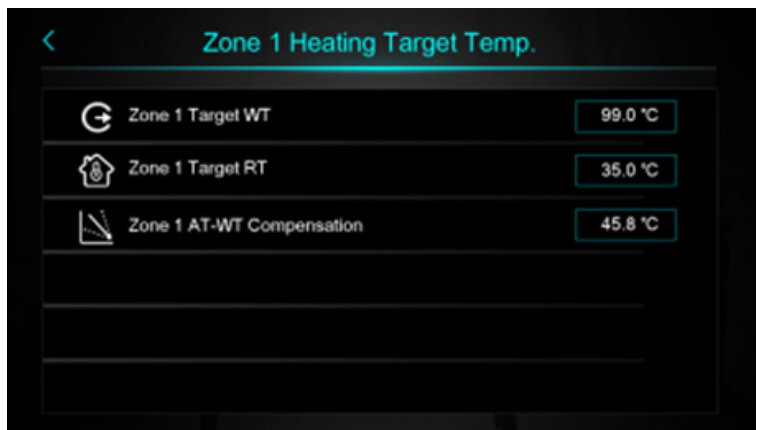 Zone 1 Heating Target Temp.
Zone 1 Target WT 99.0 °C
Zone 1 Target RT 35.0 °C
Zone 1 AT-WT Compensation 45.8 °C